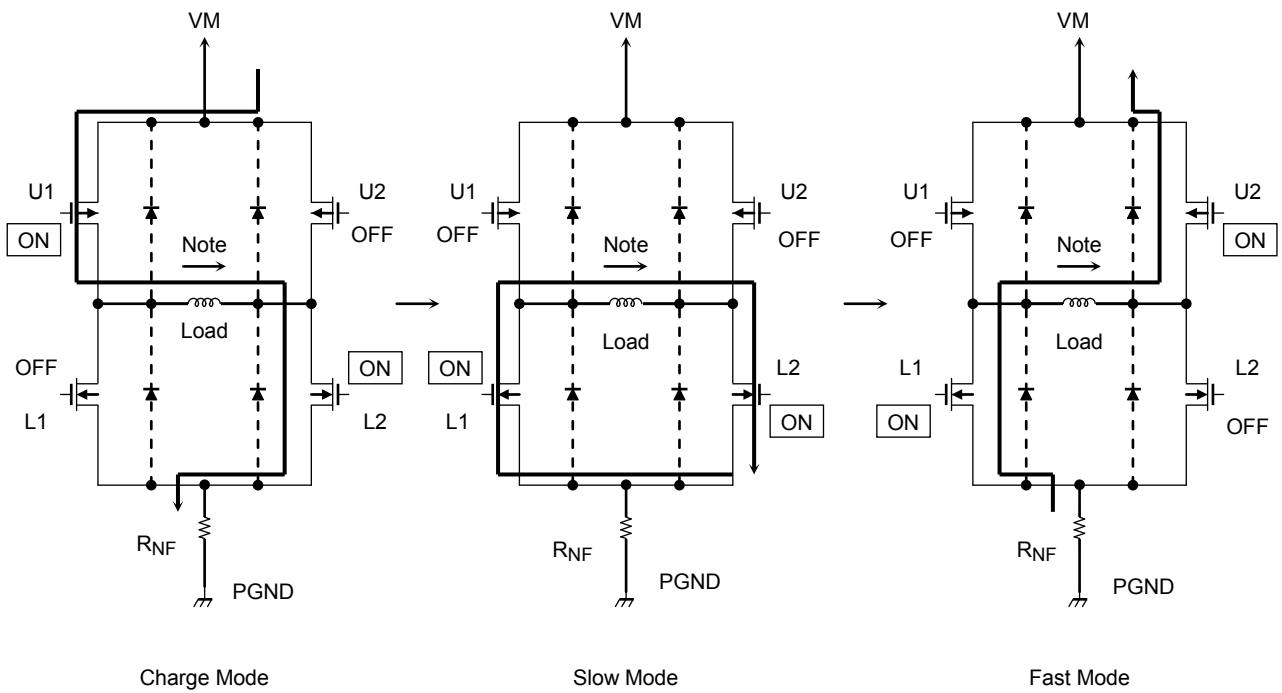 VM
U1
ON
U2
OFF
Note
Load
OFF
L1
ON
L2
RNF
PGND
Charge Mode
VM
U1
OFF
U2
OFF
Note
Load
ON
L1
L2
ON
RNF
PGND
Slow Mode
VM
U1
OFF
U2
ON
Note
Load
L1
ON
L2
OFF
RNF
PGND
Fast Mode